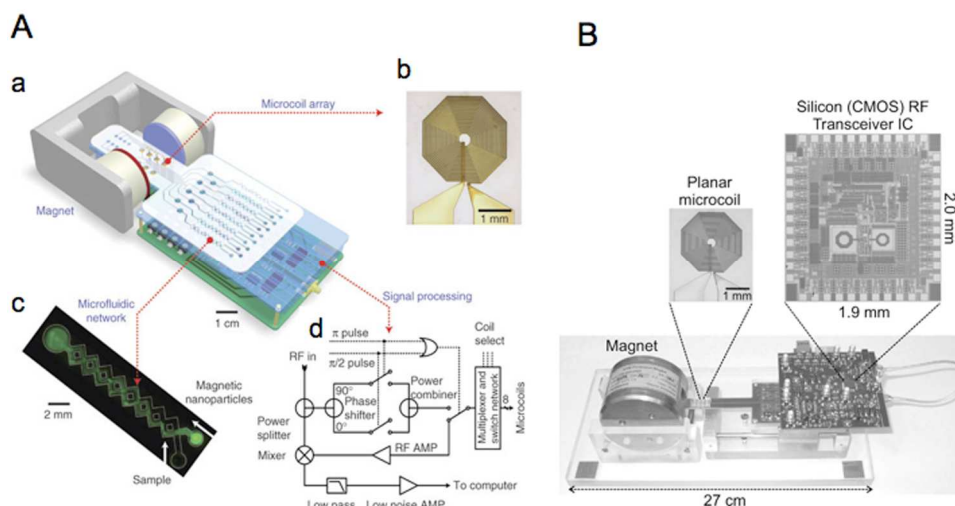 A
a
Microcoil array
Magnet
1 cm
b
1 mm
Microfluidic
network
Signal processing
c
2 mm
Magnetic
nanoparticles
Sample
d
π pulse
π/2 pulse
RF in
Coil
select
90°
Phase
shifter
0°
Power
combiner
Power
splitter
Mixer
RF AMP
Multiplexer and
switch network
8
Microcoils
Low pass
Low noise AMP
To computer
B
Silicon (CMOS) RF
Transceiver IC
Planar
microcoil
1 mm
2.0 mm
1.9 mm
Magnet
27 cm